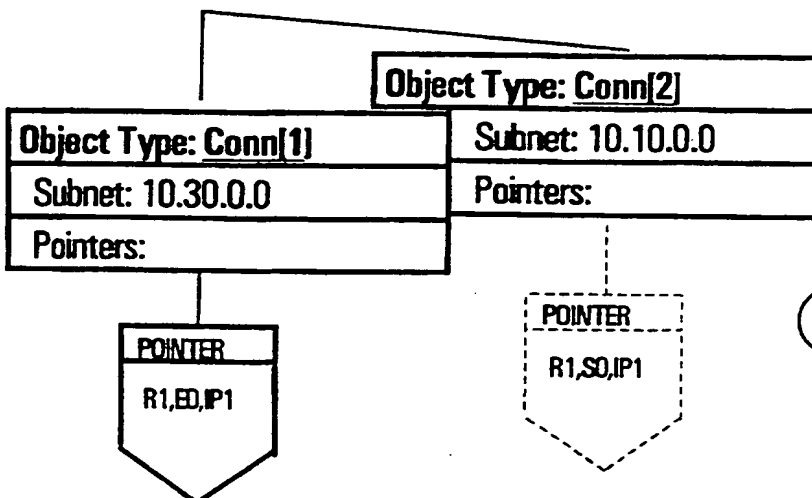 Object Type: Conn[2]
Subnet: 10.10.0.0
Pointers:
POINTER
R1,S0,IP1
Object Type: Conn[1]
Subnet: 10.30.0.0
Pointers:
POINTER
R1,E0,IP1